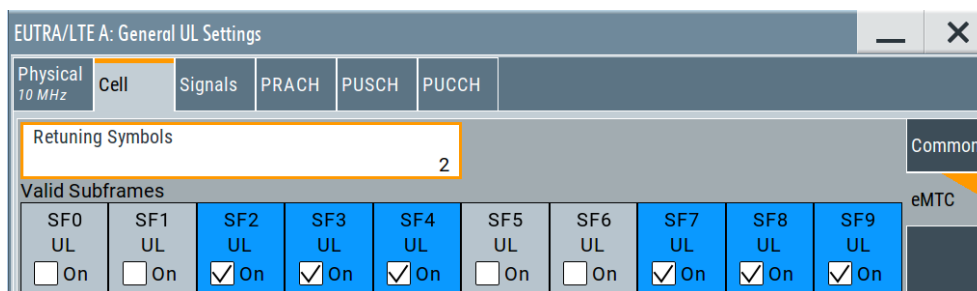 EUTRA/LTE A: General UL Settings
Physical
10 MHz
Cell
Signals
PRACH
PUSCH
PUCCH
Retuning Symbols
2
Common
Valid Subframes
eMTC
SF0 SF1 SF2 SF3 SF4 SF5 SF6 SF7 SF8 SF9
UL UL UL UL UL UL UL UL UL UL
On On On On On On On On On On